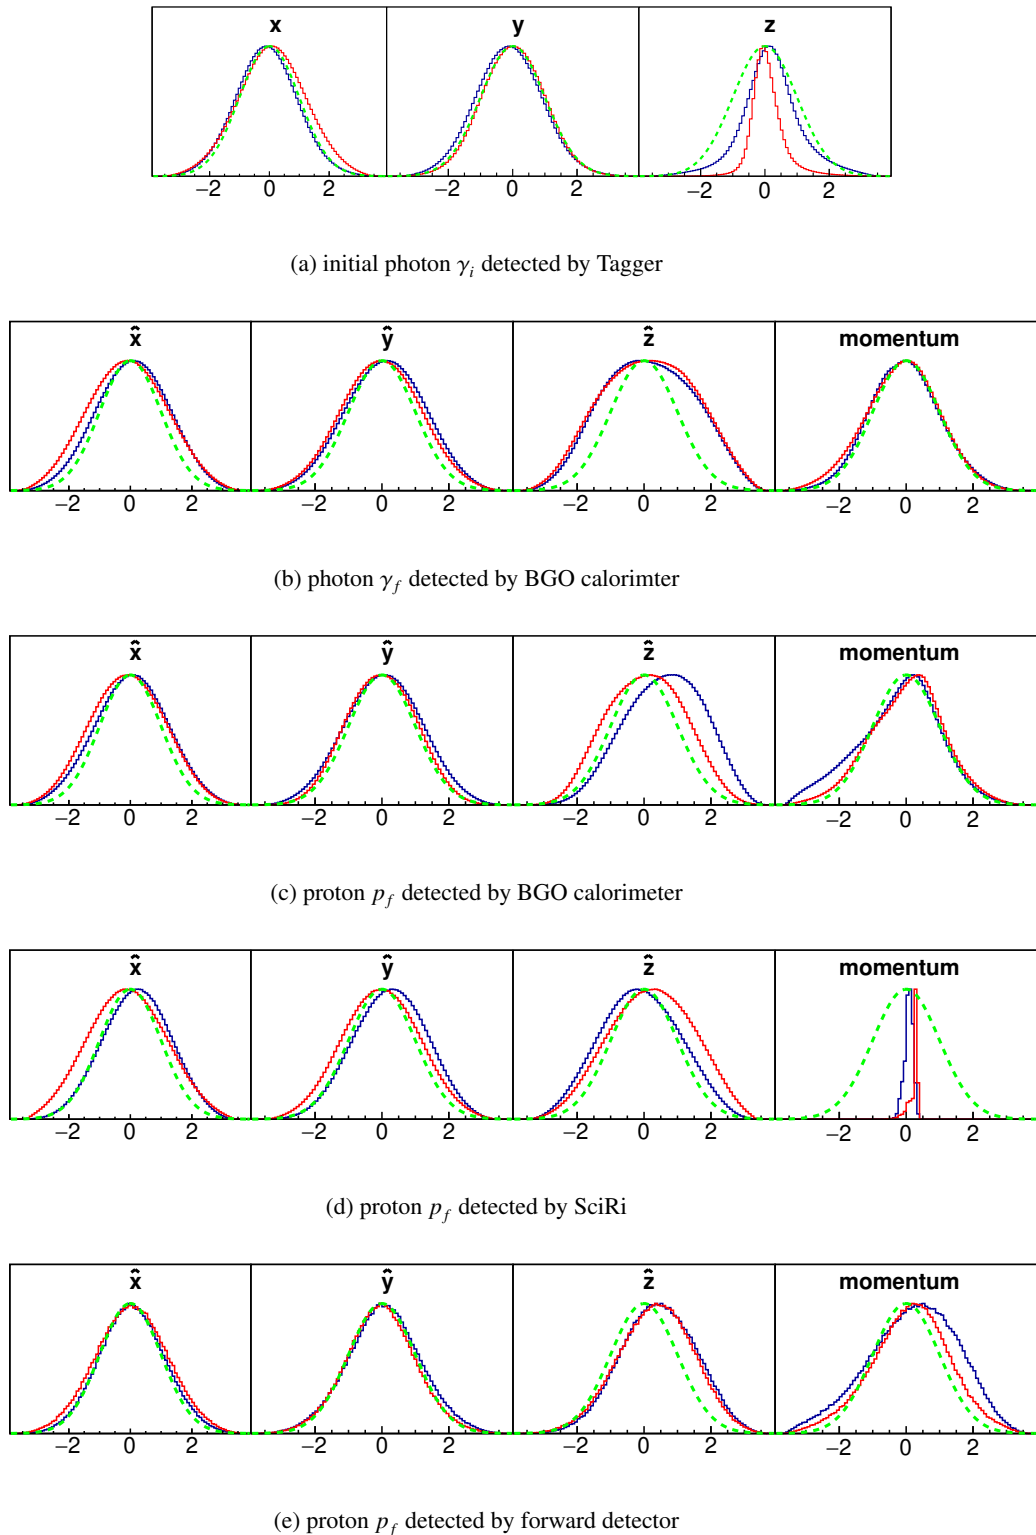 x y z
−2 0 2 −2 0 2 −2 0 2
(a) initial photon γ_i detected by Tagger
x̂ ŷ ẑ momentum
−2 0 2 −2 0 2 −2 0 2 −2 0 2
(b) photon γ_f detected by BGO calorimter
x̂ ŷ ẑ momentum
−2 0 2 −2 0 2 −2 0 2 −2 0 2
(c) proton p_f detected by BGO calorimeter
x̂ ŷ ẑ momentum
−2 0 2 −2 0 2 −2 0 2 −2 0 2
(d) proton p_f detected by SciRi
x̂ ŷ ẑ momentum
−2 0 2 −2 0 2 −2 0 2 −2 0 2
(e) proton p_f detected by forward detector